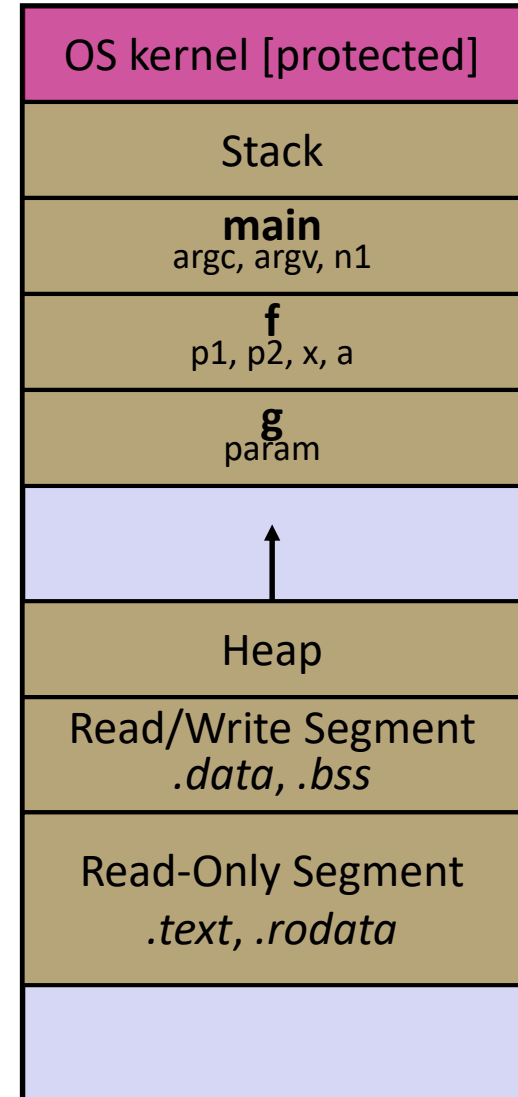 OS kernel [protected]
Stack
main
argc, argv, n1
f
p1, p2, x, a
g
param
Heap
Read/Write Segment
.data, .bss
Read-Only Segment
.text, .rodata